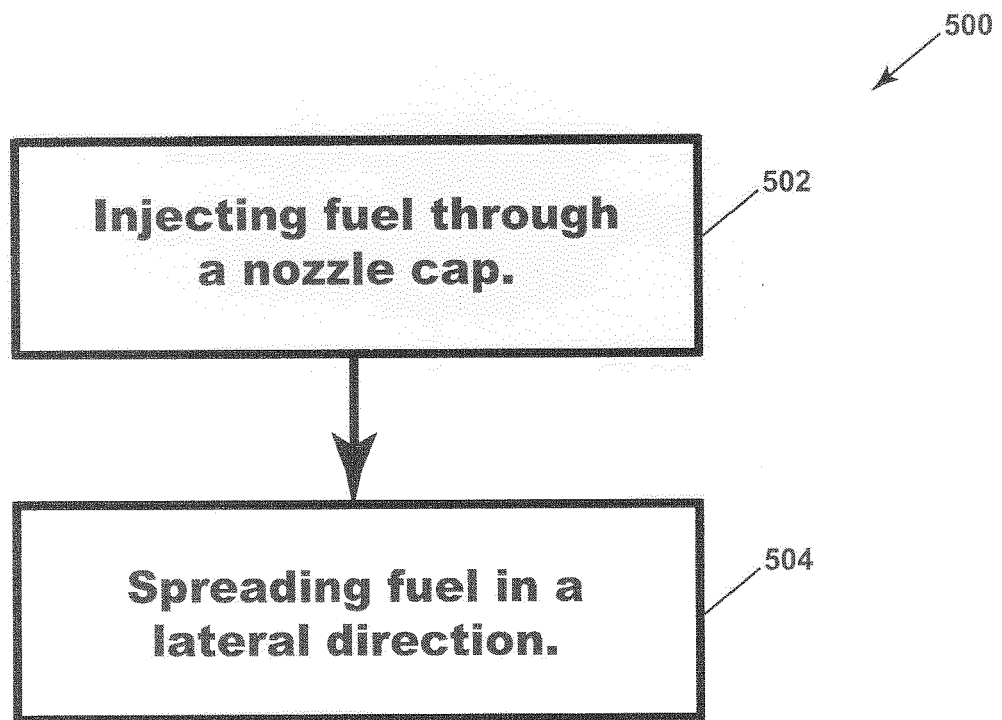 500
502
Injecting fuel through
a nozzle cap.
504
Spreading fuel in a
lateral direction.